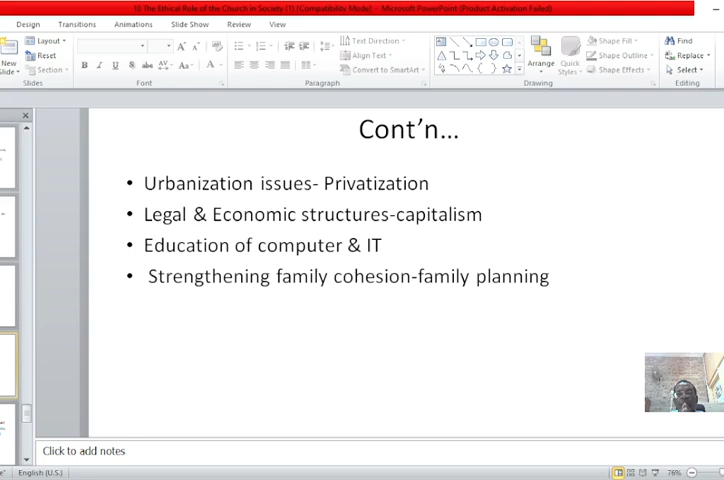 10 The Ethical Role of the Church in Society (1) [Compatibility Mode] - Microsoft PowerPoint (Product Activation Failed)
Design Transitions Animations Slide Show Review View
New Slide
Layout
Reset
Section
B I U S abc AV Aa A
Text Direction
Align Text
Convert to SmartArt
Arrange
Quick Styles
Shape Fill
Shape Outline
Shape Effects
Find
Replace
Select
Slides Font Paragraph Drawing Editing
Cont’n...
• Urbanization issues- Privatization
• Legal & Economic structures-capitalism
• Education of computer & IT
• Strengthening family cohesion-family planning
Click to add notes
English (U.S.) 76%